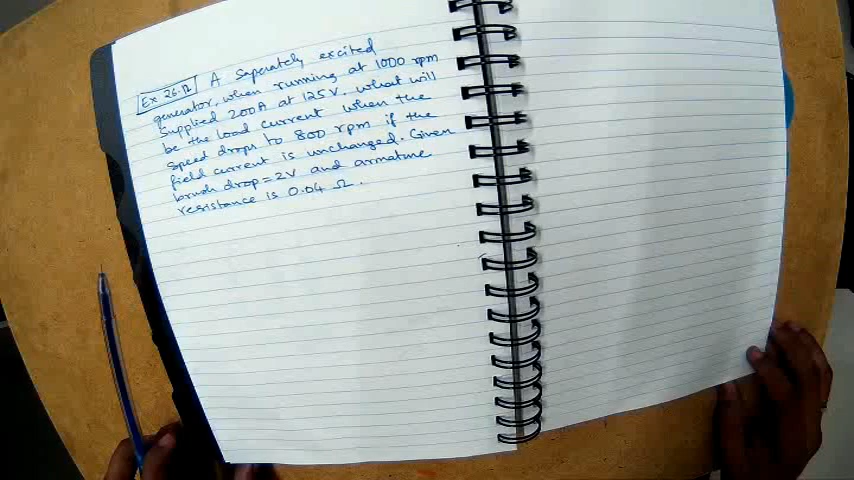 Ex 26.12 A saperately excited
generator, when running at 1000 rpm
supplied 200A at 125V. what will
be the load current when the
speed drops to 800 rpm if the
field current is unchanged. Given
brush drop = 2V and armature
resistance is 0.04 Ω.